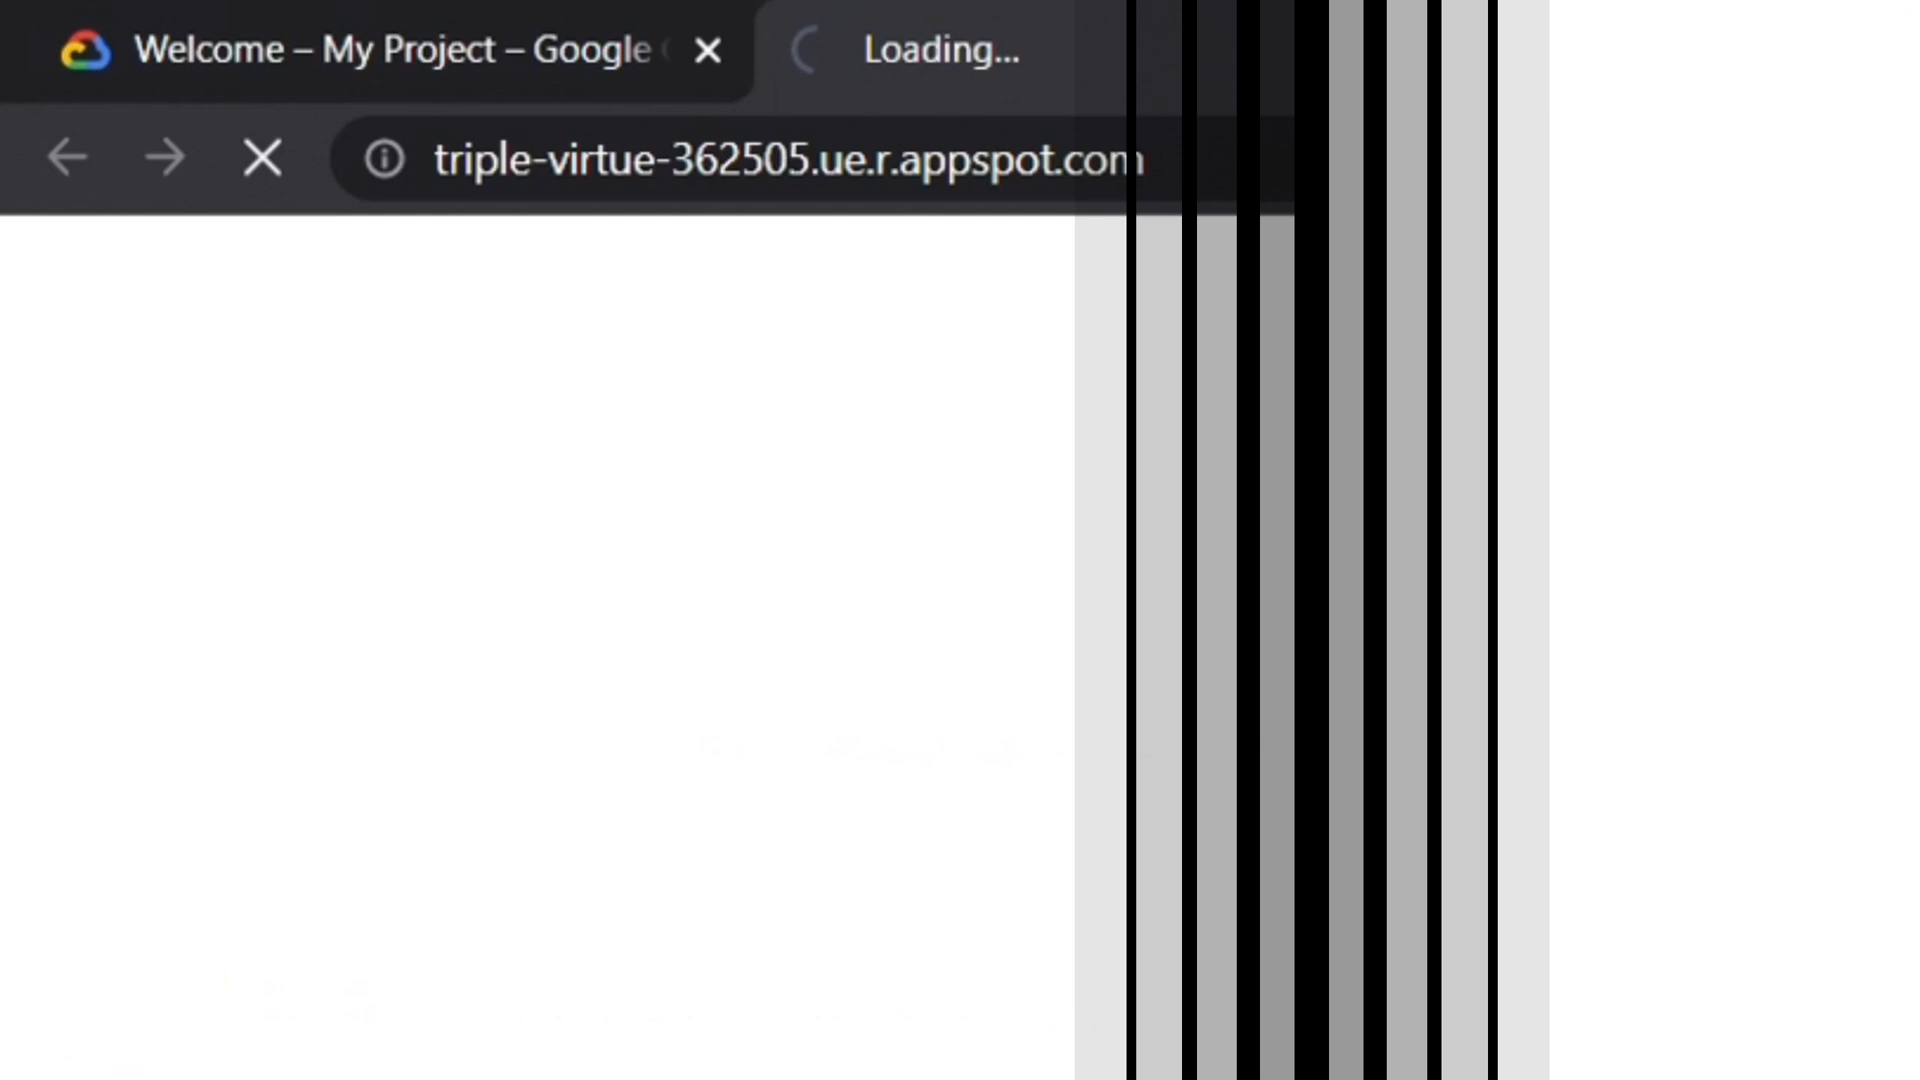 Welcome – My Project – Google
Loading...
triple-virtue-362505.ue.r.appspot.com